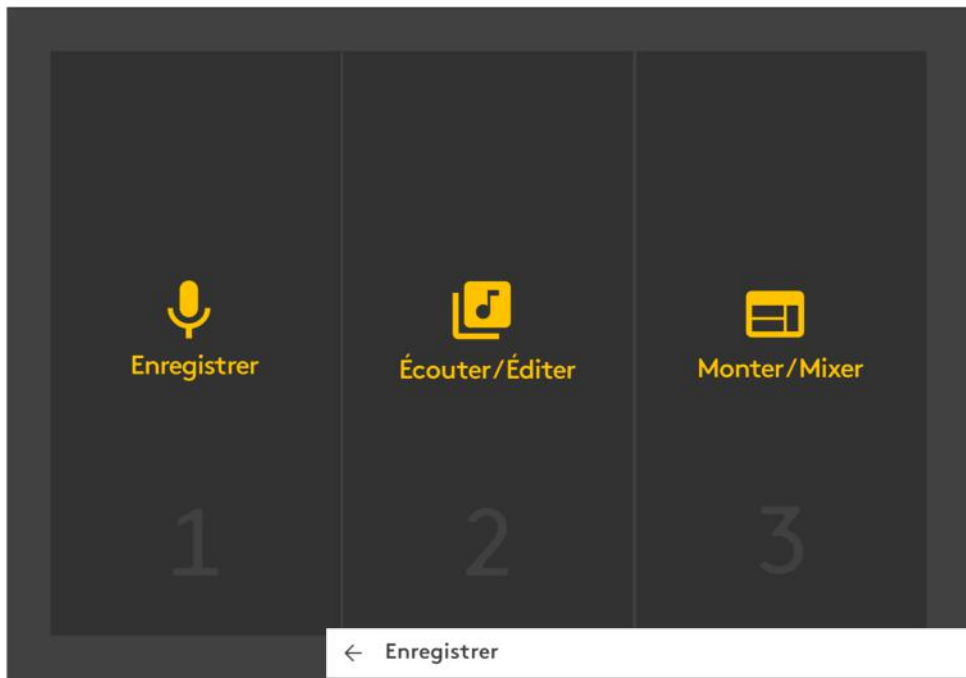 Enregistrer
Écouter/Éditer
Monter/Mixer
1
2
3
← Enregistrer